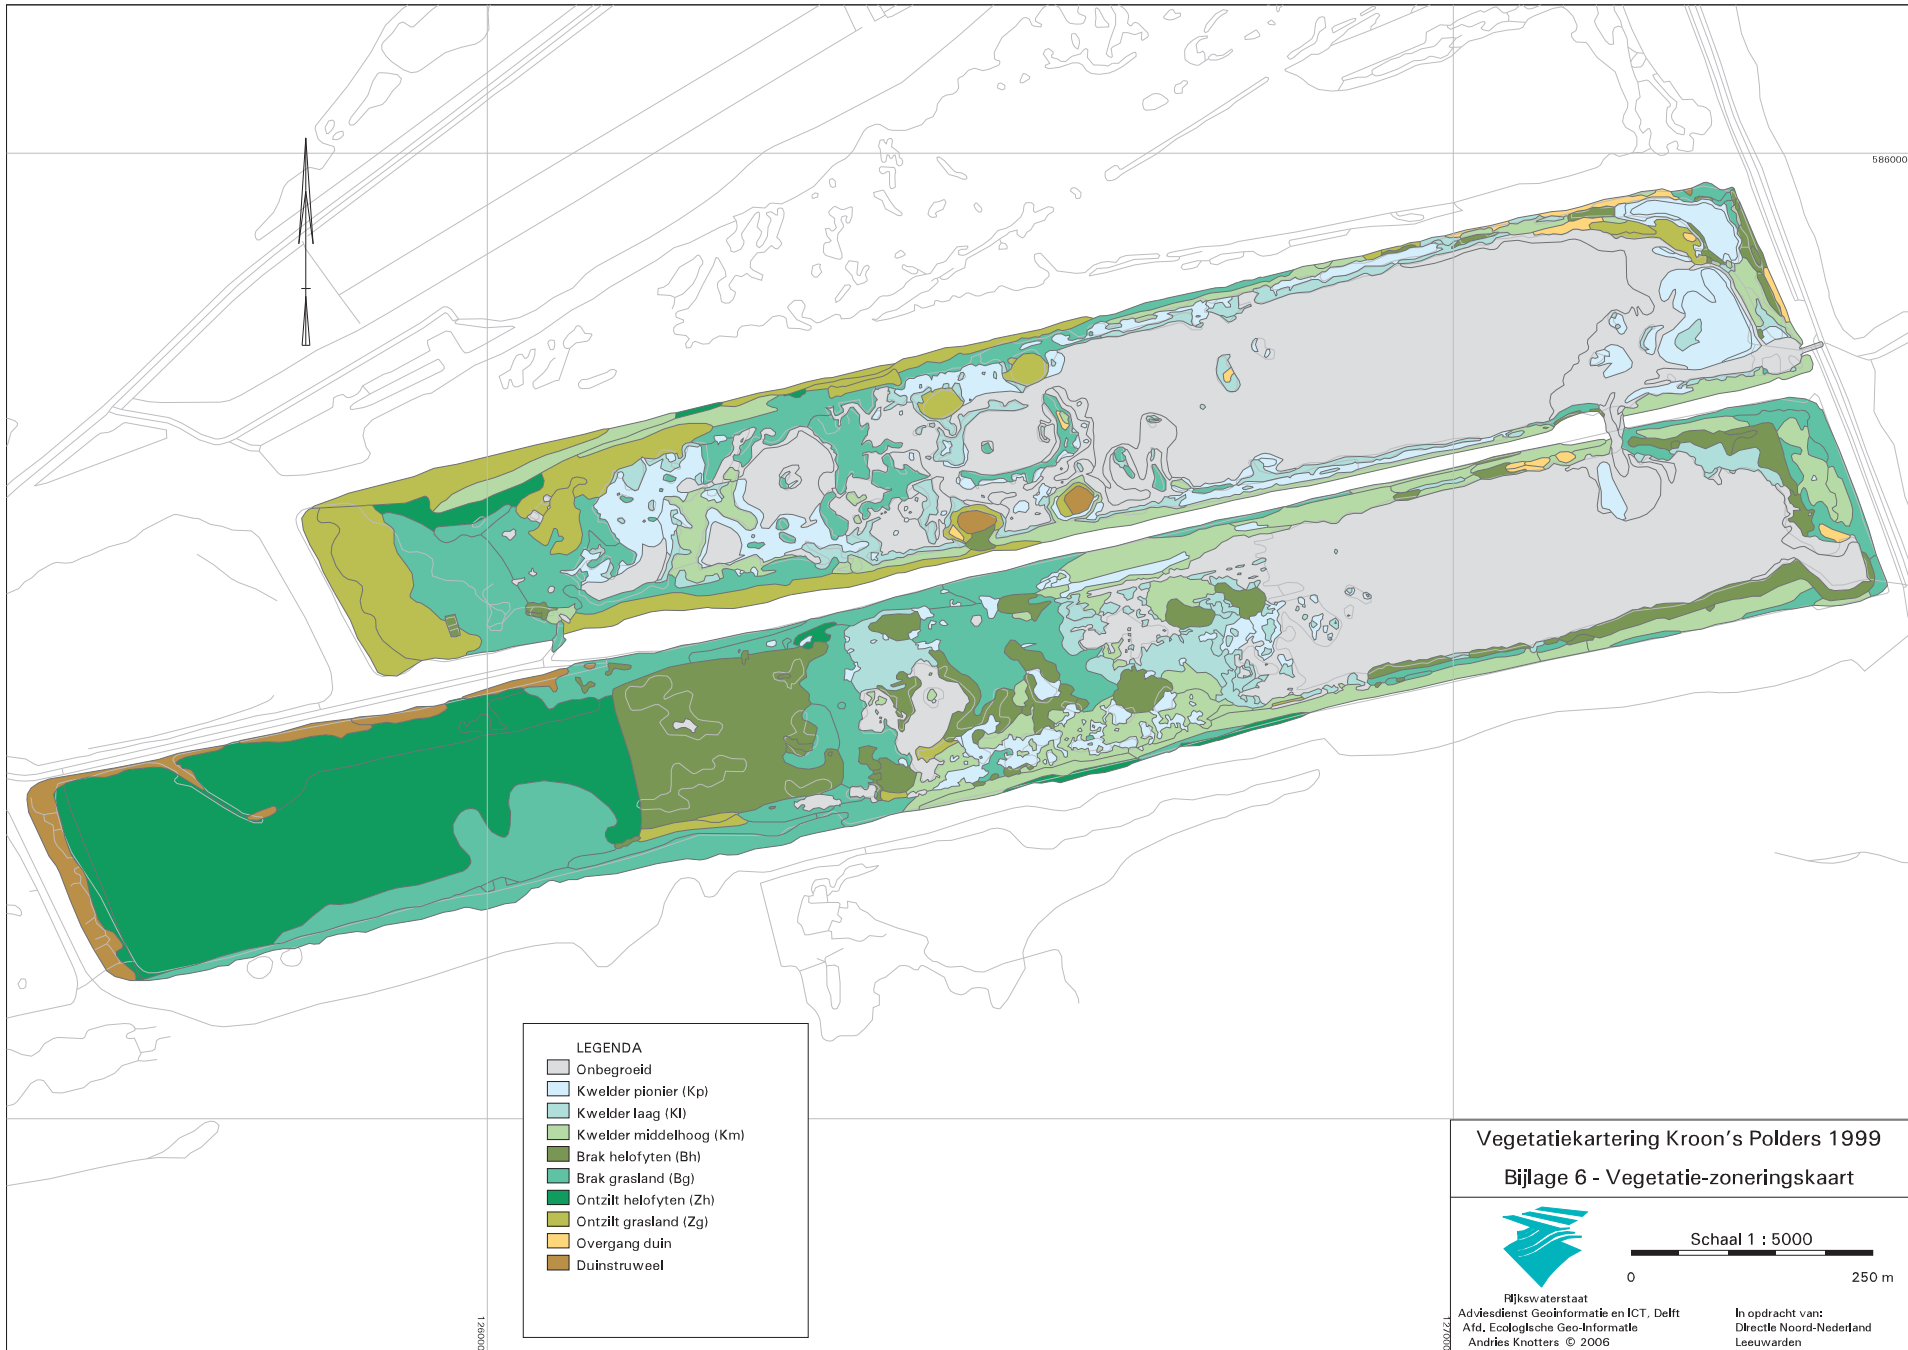 586000
LEGENDA
Onbegroeid
Kwelder pionier (Kp)
Kwelder laag (Kl)
Kwelder middelhoog (Km)
Brak helofyten (Bh)
Brak grasland (Bg)
Ontzilt helofyten (Zh)
Ontzilt grasland (Zg)
Overgang duin
Duinstruweel
126000
127000
Vegetatiekartering Kroon's Polders 1999
Bijlage 6 - Vegetatie-zoneringskaart
Schaal 1 : 5000
0 250 m
Rijkswaterstaat
Adviesdienst Geoinformatie en ICT, Delft
Afd. Ecologische Geo-Informatie
Andries Knotters © 2006
In opdracht van:
Directie Noord-Nederland
Leeuwarden